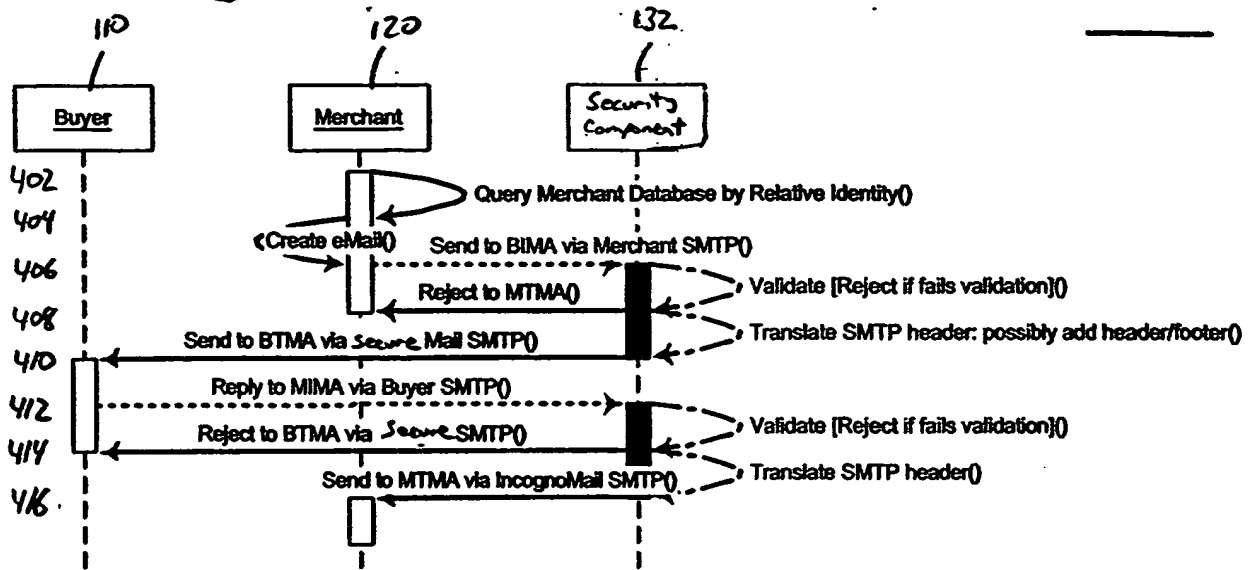 110 120 132
Buyer Merchant Security
Component
402
Query Merchant Database by Relative Identity()
404
Create eMail() Send to BIMA via Merchant SMTP()
406
Validate [Reject if fails validation]()
Reject to MTMA()
408
Translate SMTP header: possibly add header/footer()
Send to BTMA via secure Mail SMTP()
410
Reply to MIMA via Buyer SMTP()
412
Validate [Reject if fails validation]()
Reject to BTMA via Secure SMTP()
414
Translate SMTP header()
Send to MTMA via IncognoMail SMTP()
416.